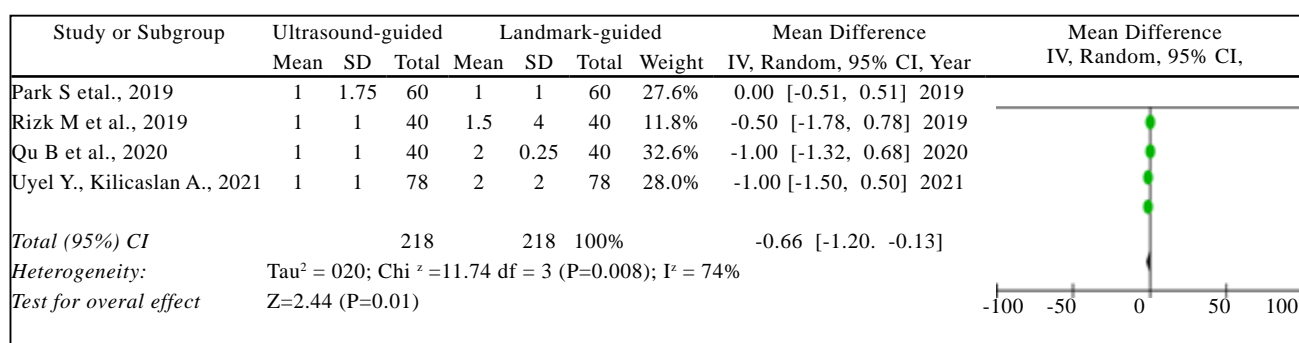 Study or Subgroup Ultrasound-guided Landmark-guided Mean Difference Mean Difference
Mean SD Total Mean SD Total Weight IV, Random, 95% CI, Year IV, Random, 95% CI,
Park S etal., 2019 1 1.75 60 1 1 60 27.6% 0.00 [-0.51, 0.51] 2019
Rizk M et al., 2019 1 1 40 1.5 4 40 11.8% -0.50 [-1.78, 0.78] 2019
Qu B et al., 2020 1 1 40 2 0.25 40 32.6% -1.00 [-1.32, 0.68] 2020
Uyel Y., Kilicaslan A., 2021 1 1 78 2 2 78 28.0% -1.00 [-1.50, 0.50] 2021
Total (95%) CI 218 218 100% -0.66 [-1.20. -0.13]
Heterogeneity: Tau² = 020; Chi ᶻ =11.74 df = 3 (P=0.008); Iᶻ = 74%
Test for overal effect Z=2.44 (P=0.01)
-100 -50 0 50 100